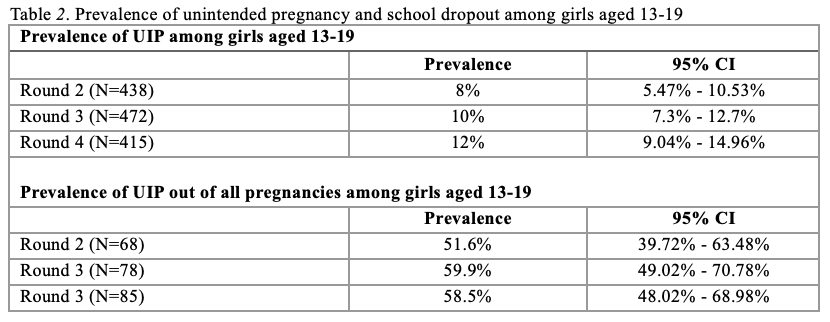 Table 2. Prevalence of unintended pregnancy and school dropout among girls aged 13-19
Prevalence of UIP among girls aged 13-19
Prevalence 95% CI
Round 2 (N=438) 8% 5.47% - 10.53%
Round 3 (N=472) 10% 7.3% - 12.7%
Round 4 (N=415) 12% 9.04% - 14.96%
Prevalence of UIP out of all pregnancies among girls aged 13-19
Prevalence 95% CI
Round 2 (N=68) 51.6% 39.72% - 63.48%
Round 3 (N=78) 59.9% 49.02% - 70.78%
Round 3 (N=85) 58.5% 48.02% - 68.98%